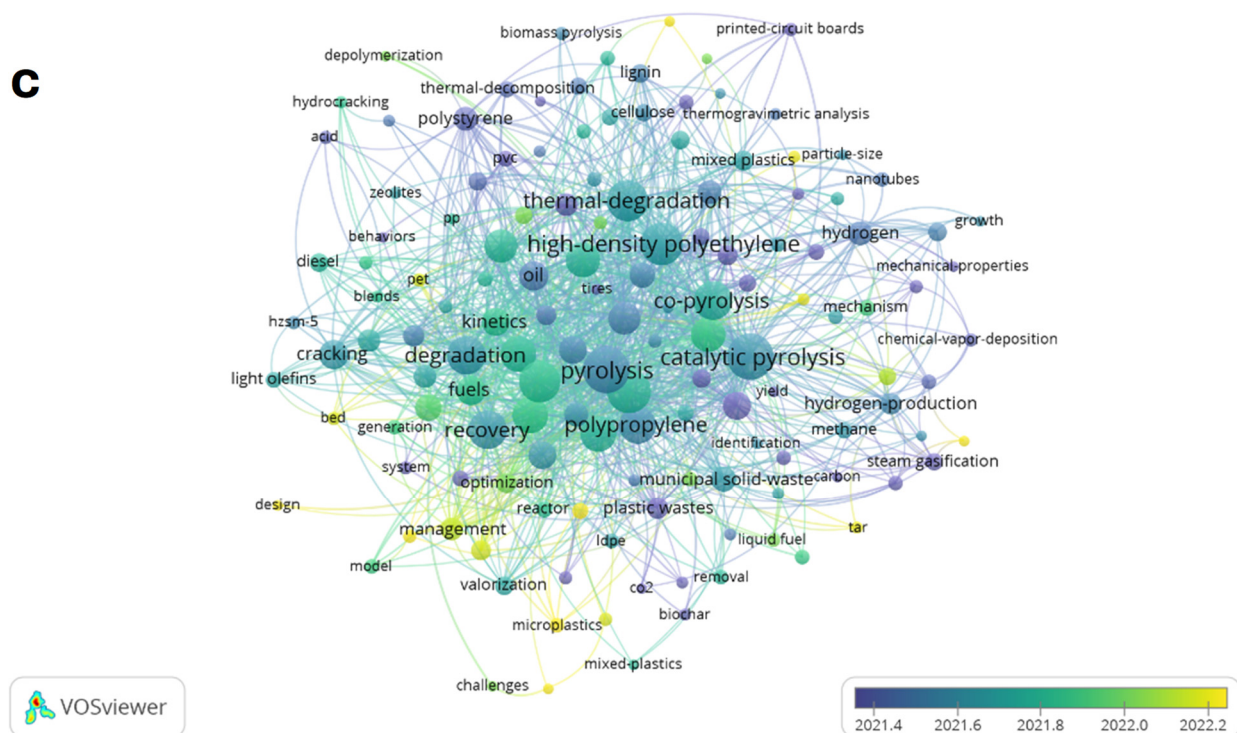 c
biomass pyrolysis
printed-circuit boards
depolymerization
lignin
thermal-decomposition
hydrocracking
cellulose
thermogravimetric analysis
polystyrene
acid
pvc
mixed plastics
particle-size
nanotubes
zeolites
thermal-degradation
pp
growth
behaviors
high-density polyethylene
hydrogen
diesel
mechanical-properties
oil
pet
tires
blends
co-pyrolysis
mechanism
hzsm-5
kinetics
chemical-vapor-deposition
cracking
degradation
catalytic pyrolysis
light olefins
pyrolysis
fuels
yield
hydrogen-production
bed
generation
recovery
polypropylene
methane
identification
system
steam gasification
optimization
municipal solid-waste
carbon
design
reactor
plastic wastes
management
tar
ldpe
liquid fuel
model
valorization
co2
removal
biochar
microplastics
mixed-plastics
challenges
VOSviewer
2021.4 2021.6 2021.8 2022.0 2022.2